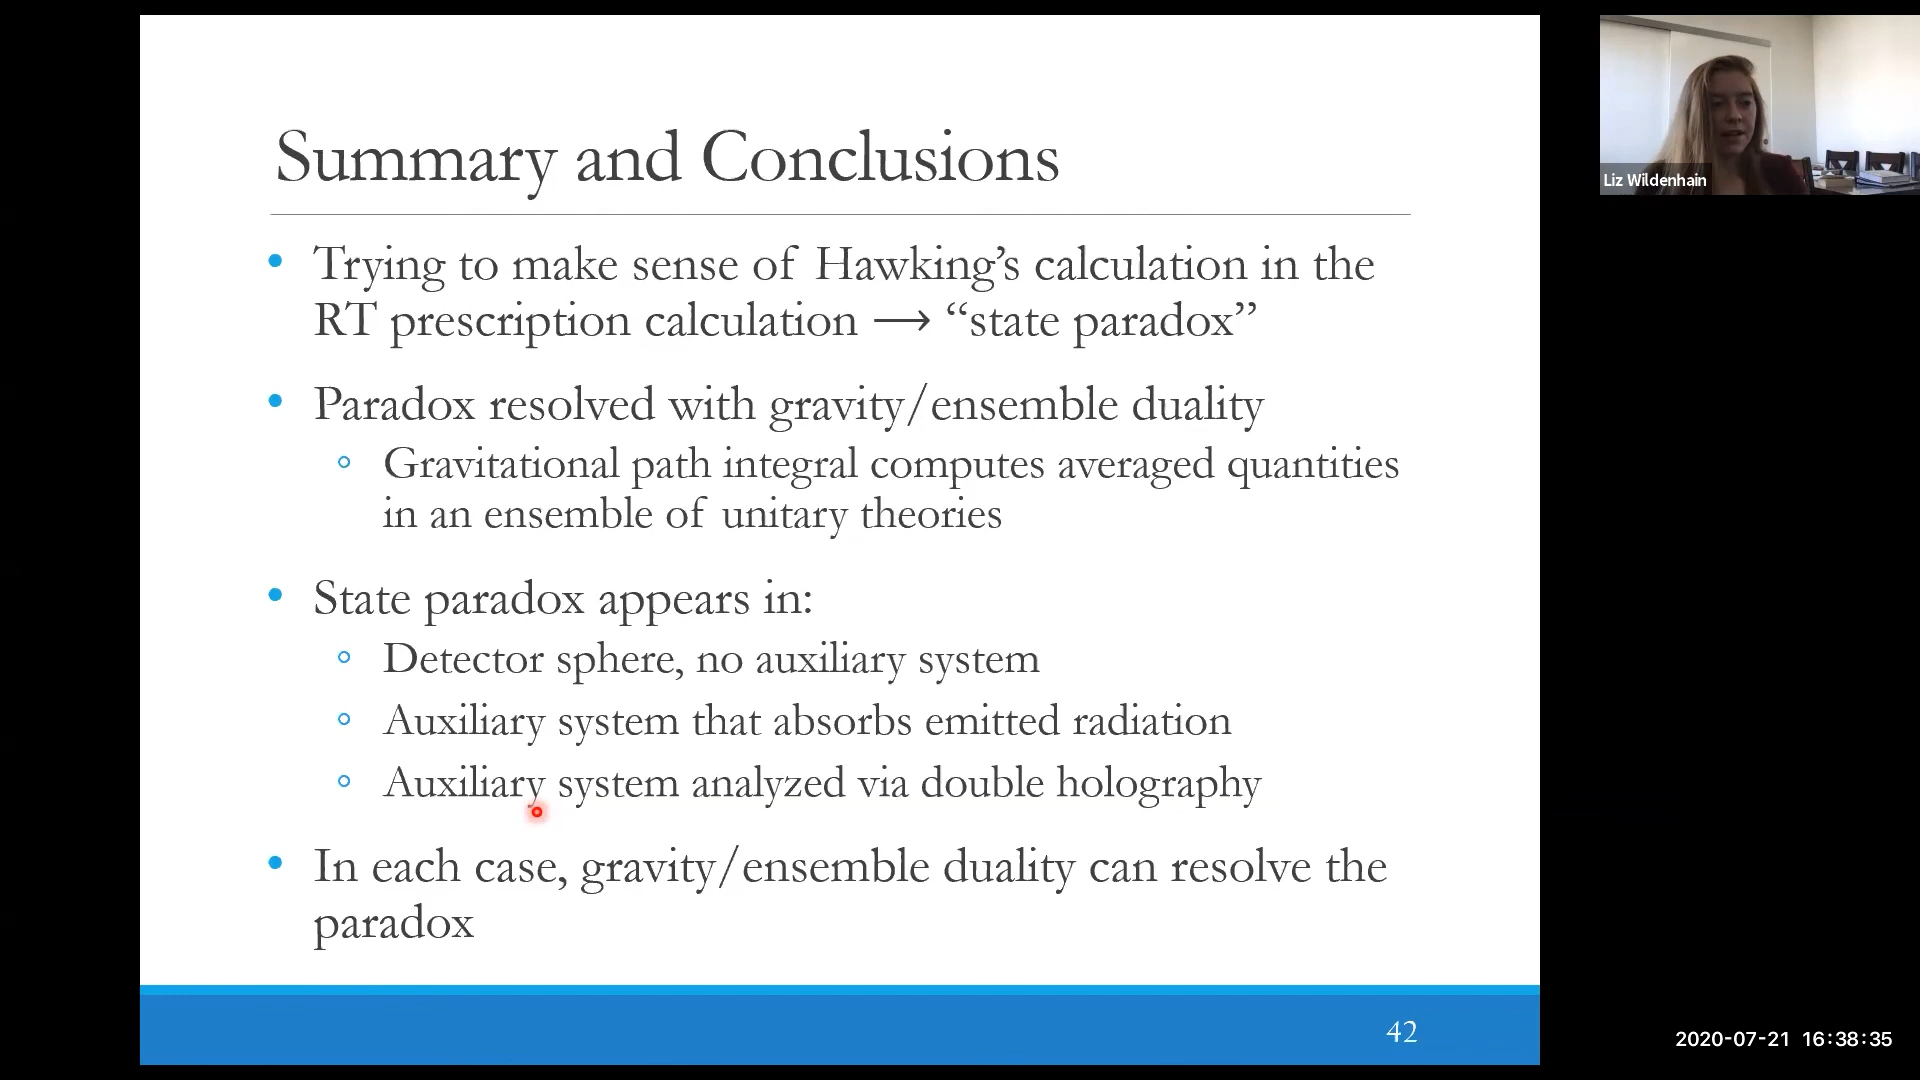 Summary and Conclusions
• Trying to make sense of Hawking’s calculation in the
RT prescription calculation ⟶ “state paradox”
• Paradox resolved with gravity/ensemble duality
◦ Gravitational path integral computes averaged quantities
in an ensemble of unitary theories
• State paradox appears in:
◦ Detector sphere, no auxiliary system
◦ Auxiliary system that absorbs emitted radiation
◦ Auxiliary system analyzed via double holography
• In each case, gravity/ensemble duality can resolve the
paradox
42
Liz Wildenhain
2020-07-21 16:38:35